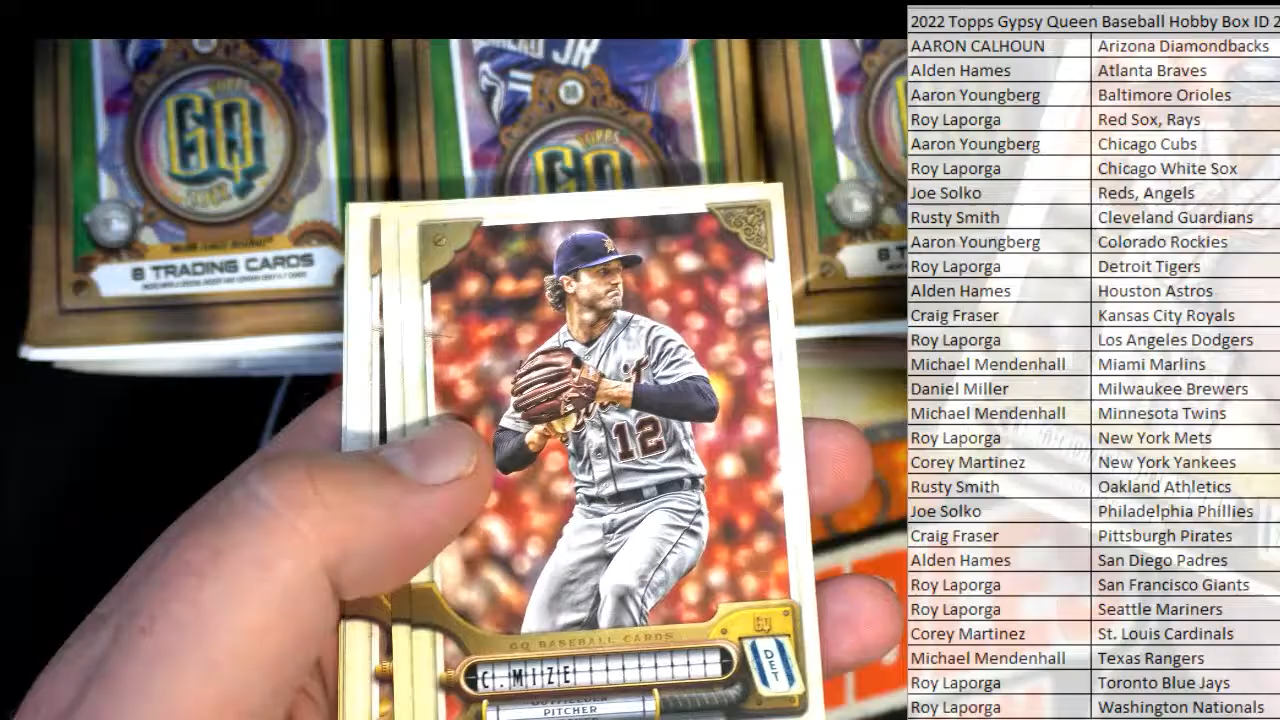 2022 Topps Gypsy Queen Baseball Hobby Box ID 2
AARON CALHOUN Arizona Diamondbacks
Alden Hames Atlanta Braves
Aaron Youngberg Baltimore Orioles
Roy Laporga Red Sox, Rays
Aaron Youngberg Chicago Cubs
Roy Laporga Chicago White Sox
Joe Solko Reds, Angels
Rusty Smith Cleveland Guardians
Aaron Youngberg Colorado Rockies
Roy Laporga Detroit Tigers
Alden Hames Houston Astros
Craig Fraser Kansas City Royals
Roy Laporga Los Angeles Dodgers
Michael Mendenhall Miami Marlins
Daniel Miller Milwaukee Brewers
Michael Mendenhall Minnesota Twins
Roy Laporga New York Mets
Corey Martinez New York Yankees
Rusty Smith Oakland Athletics
Joe Solko Philadelphia Phillies
Craig Fraser Pittsburgh Pirates
Alden Hames San Diego Padres
Roy Laporga San Francisco Giants
Roy Laporga Seattle Mariners
Corey Martinez St. Louis Cardinals
Michael Mendenhall Texas Rangers
Roy Laporga Toronto Blue Jays
Roy Laporga Washington Nationals
JR
TOPPS
GQ
8 TRADING CARDS
TOPPS
GQ
8 T
12
GQ BASEBALL CARDS
C. MIZE
DET
PITCHER